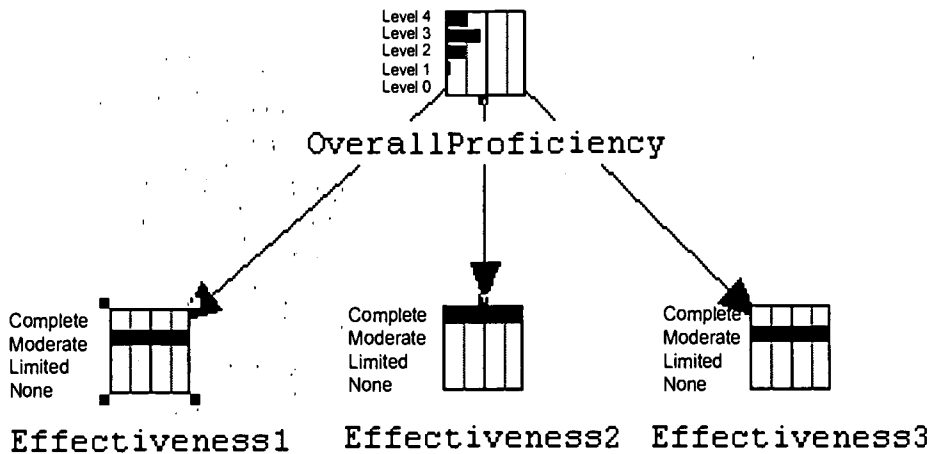 Level 4
Level 3
Level 2
Level 1
Level 0
OverallProficiency
Complete
Moderate
Limited
None
Effectiveness1
Complete
Moderate
Limited
None
Effectiveness2
Complete
Moderate
Limited
None
Effectiveness3